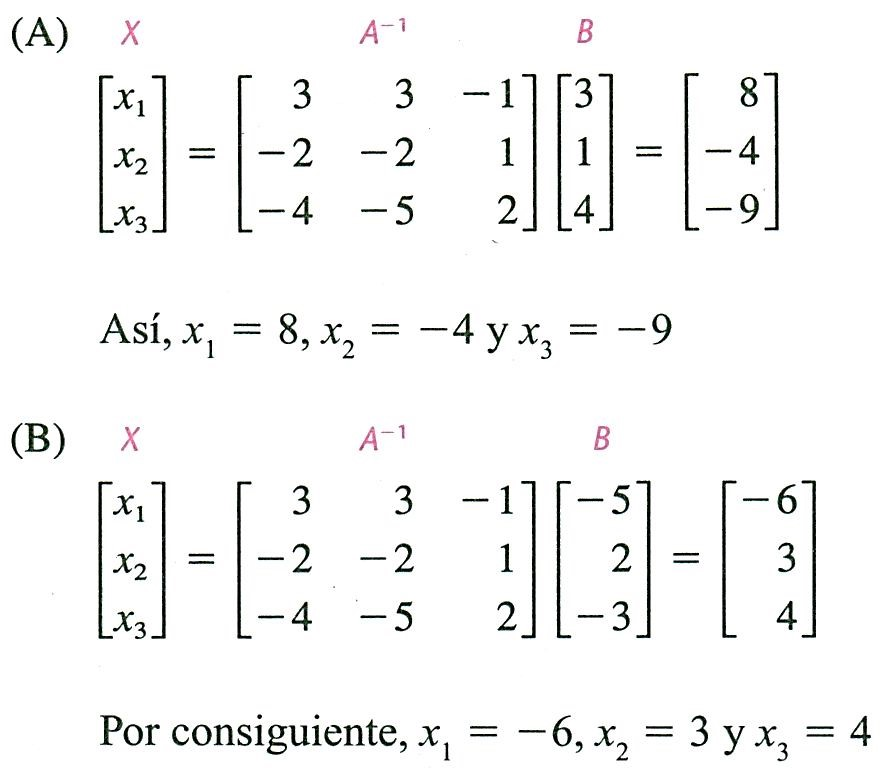 (A) X A⁻¹ B
[x₁] [3 3 −1] [3] [8]
[x₂] = [−2 −2 1] [1] = [−4]
[x₃] [−4 −5 2] [4] [−9]
Así, x₁ = 8, x₂ = −4 y x₃ = −9
(B) X A⁻¹ B
[x₁] [3 3 −1] [−5] [−6]
[x₂] = [−2 −2 1] [2] = [3]
[x₃] [−4 −5 2] [−3] [4]
Por consiguiente, x₁ = −6, x₂ = 3 y x₃ = 4